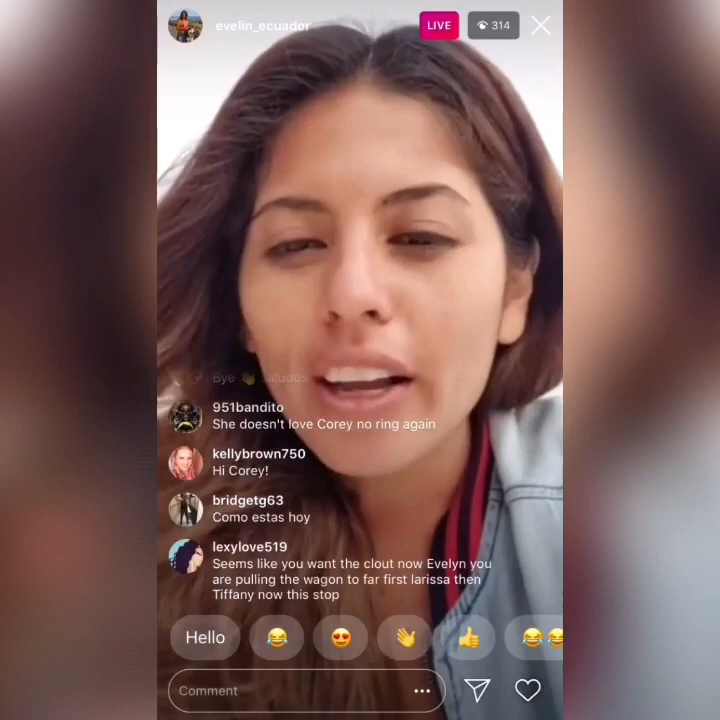 evelin_ecuador
LIVE
314
Bye 👋 saludos
951bandito
She doesn't love Corey no ring again
kellybrown750
Hi Corey!
bridgetg63
Como estas hoy
lexylove519
Seems like you want the clout now Evelyn you
are pulling the wagon to far first larissa then
Tiffany now this stop
Hello
Comment